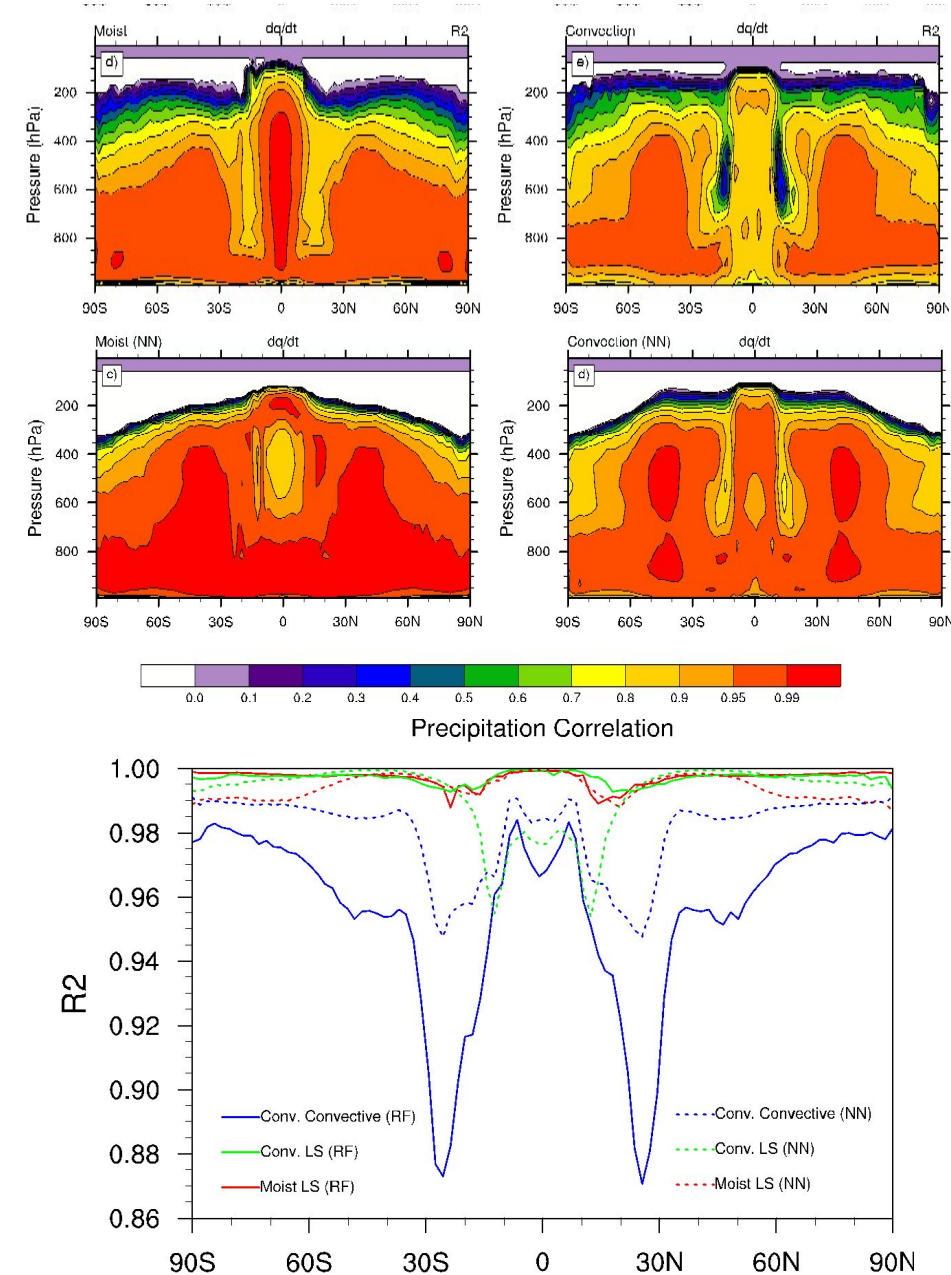 Moist dq/dt R2
d)
Pressure (hPa)
200
400
600
800
90S 60S 30S 0 30N 60N 90N
Convection dq/dt R2
e)
Pressure (hPa)
200
400
600
800
90S 60S 30S 0 30N 60N 90N
Moist (NN) dq/dt
c)
Pressure (hPa)
200
400
600
800
90S 60S 30S 0 30N 60N 90N
Convection (NN) dq/dt
d)
Pressure (hPa)
200
400
600
800
90S 60S 30S 0 30N 60N 90N
0.0 0.1 0.2 0.3 0.4 0.5 0.6 0.7 0.8 0.9 0.95 0.99
Precipitation Correlation
R2
1.00
0.98
0.96
0.94
0.92
0.90
0.88
0.86
Conv. Convective (RF)
Conv. LS (RF)
Moist LS (RF)
Conv. Convective (NN)
Conv. LS (NN)
Moist LS (NN)
90S 60S 30S 0 30N 60N 90N